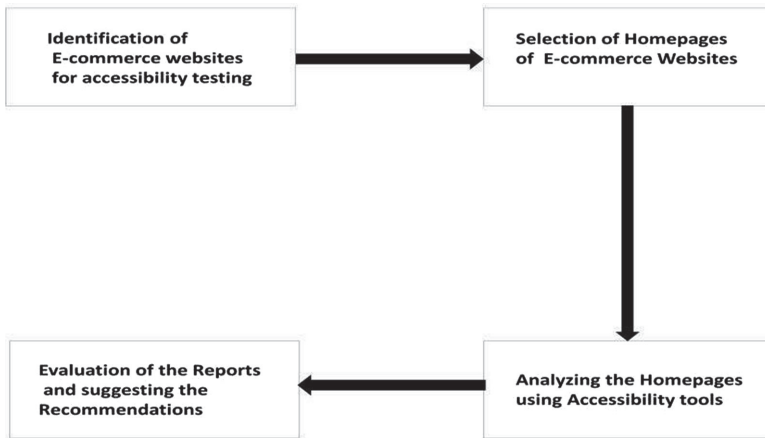 Identification of
E-commerce websites
for accessibility testing
Selection of Homepages
of E-commerce Websites
Analyzing the Homepages
using Accessibility tools
Evaluation of the Reports
and suggesting the
Recommendations